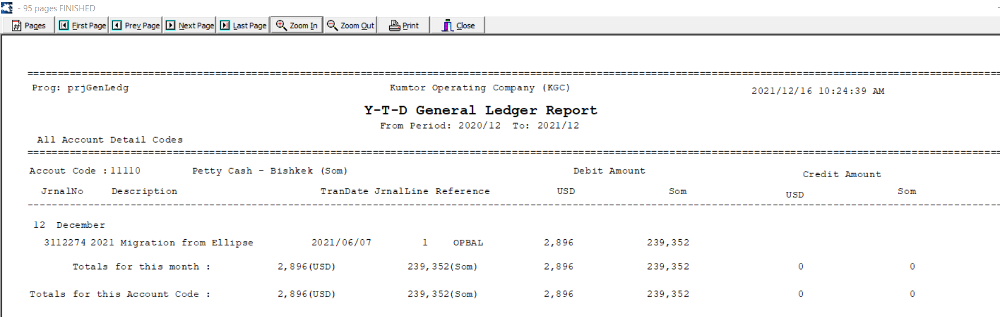 - 95 pages FINISHED
Pages First Page Prev Page Next Page Last Page Zoom In Zoom Out Print Close
Prog: prjGenLedg Kumtor Operating Company (KGC) 2021/12/16 10:24:39 AM
Y-T-D General Ledger Report
From Period: 2020/12 To: 2021/12
All Account Detail Codes
Accout Code :11110 Petty Cash - Bishkek (Som) Debit Amount Credit Amount
JrnalNo Description TranDate JrnalLine Reference USD Som USD Som
12 December
3112274 2021 Migration from Ellipse 2021/06/07 1 OPBAL 2,896 239,352
Totals for this month : 2,896(USD) 239,352(Som) 2,896 239,352 0 0
Totals for this Account Code : 2,896(USD) 239,352(Som) 2,896 239,352 0 0